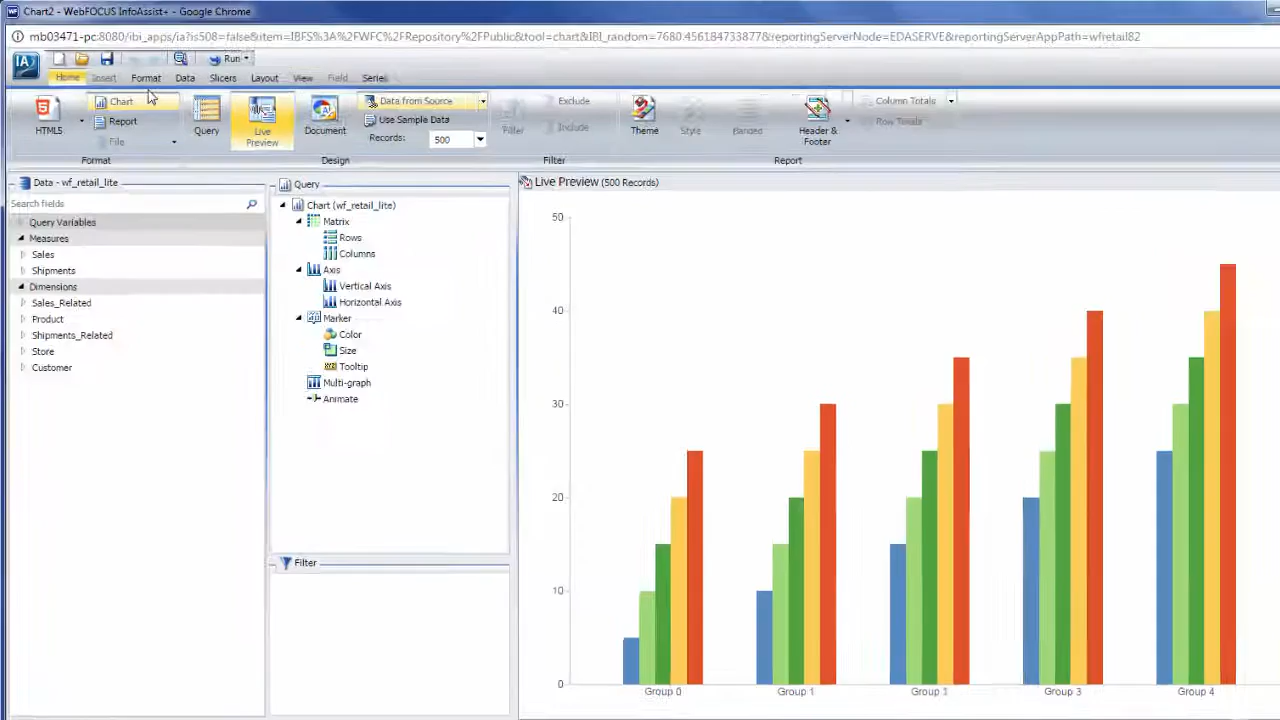 Chart2 - WebFOCUS InfoAssist+ - Google Chrome
mb03471-pc:8080/ibi_apps/ia?is508=false&item=IBFS%3A%2FWFC%2FRepository%2FPublic&tool=chart&IBI_random=7680.456184733877&reportingServerNode=EDASERVE&reportingServerAppPath=wfretail82
IA
Run
Home Insert Format Data Slicers Layout View Field Series
HTML5
Chart
Report
File
Format
Query
Live Preview
Document
Data from Source
Use Sample Data
Records: 500
Design
Filter
Exclude
Include
Filter
Theme
Style
Banded
Header & Footer
Column Totals
Row Totals
Report
Data - wf_retail_lite
Search fields
Query Variables
Measures
Sales
Shipments
Dimensions
Sales_Related
Product
Shipments_Related
Store
Customer
Query
Chart (wf_retail_lite)
Matrix
Rows
Columns
Axis
Vertical Axis
Horizontal Axis
Marker
Color
Size
Tooltip
Multi-graph
Animate
Filter
Live Preview (500 Records)
50
40
30
20
10
0
Group 0 Group 1 Group 1 Group 3 Group 4